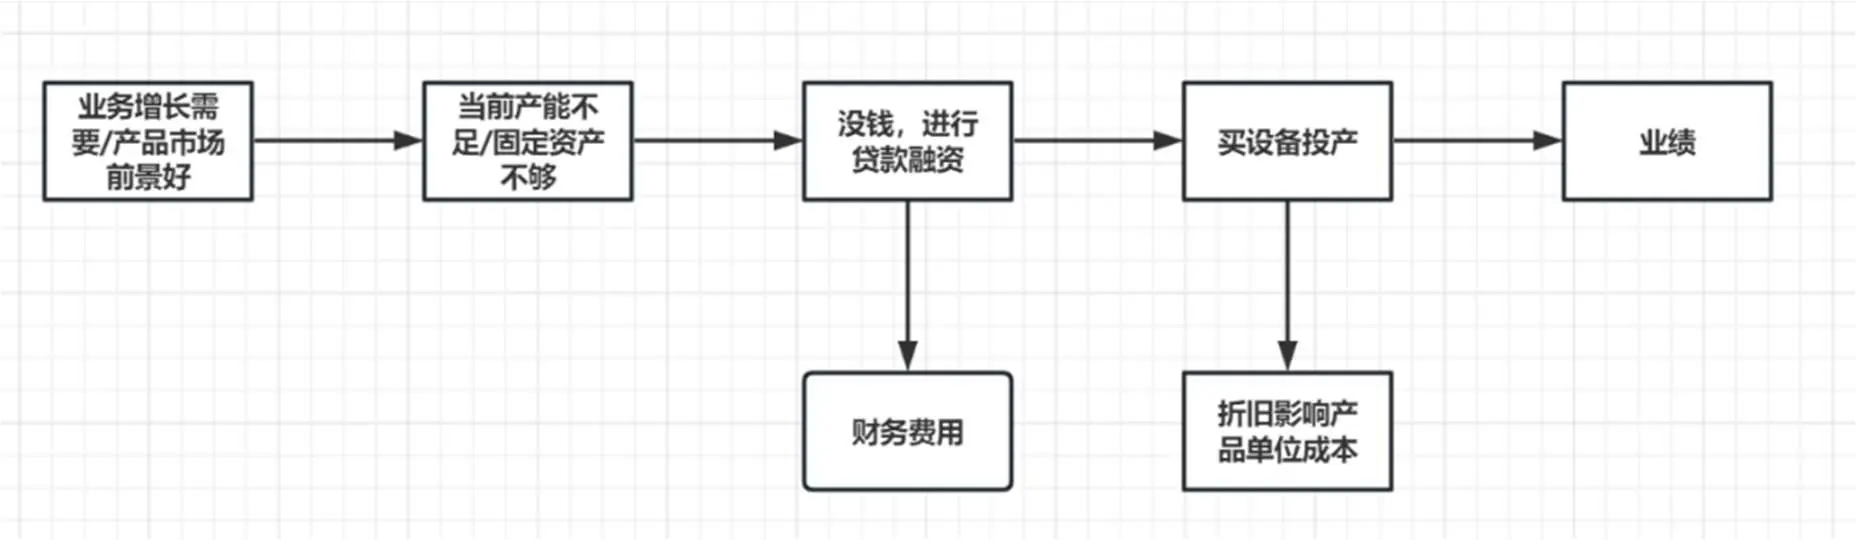 业务增长需
要/产品市场
前景好
当前产能不
足/固定资产
不够
没钱，进行
贷款融资
买设备投产
业绩
财务费用
折旧影响产
品单位成本